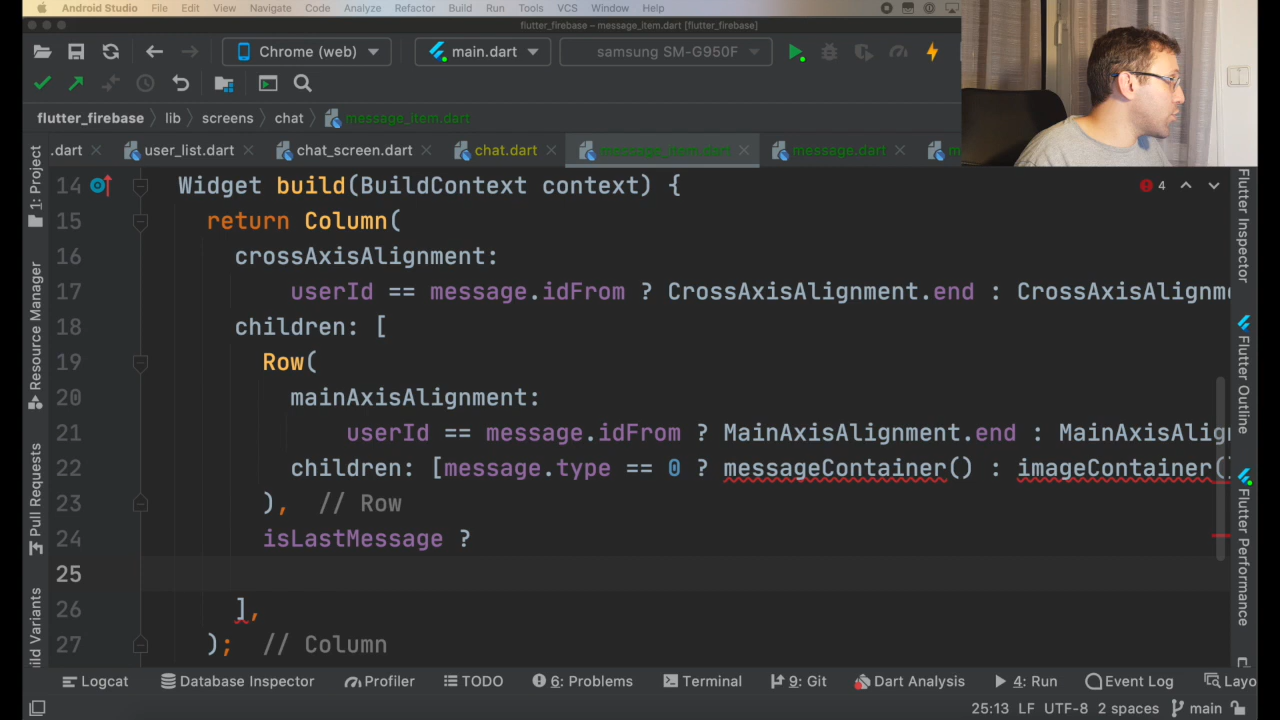 Android Studio File Edit View Navigate Code Analyze Refactor Build Run Tools VCS Window Help
flutter_firebase – message_item.dart [flutter_firebase]
Chrome (web) main.dart samsung SM-G950F
flutter_firebase lib screens chat message_item.dart
.dart user_list.dart chat_screen.dart chat.dart message_item.dart message.dart m
14 Widget build(BuildContext context) {
4
15 return Column(
16 crossAxisAlignment:
17 userId == message.idFrom ? CrossAxisAlignment.end : CrossAxisAlignm
18 children: [
19 Row(
20 mainAxisAlignment:
21 userId == message.idFrom ? MainAxisAlignment.end : MainAxisAlig
22 children: [message.type == 0 ? messageContainer() : imageContainer()
23 ), // Row
24 isLastMessage ?
25
26 ],
27 ); // Column
1: Project
Resource Manager
Pull Requests
ild Variants
Flutter Inspector
Flutter Outline
Flutter Performance
Logcat Database Inspector Profiler TODO 6: Problems Terminal 9: Git Dart Analysis 4: Run Event Log Layo
25:13 LF UTF-8 2 spaces main